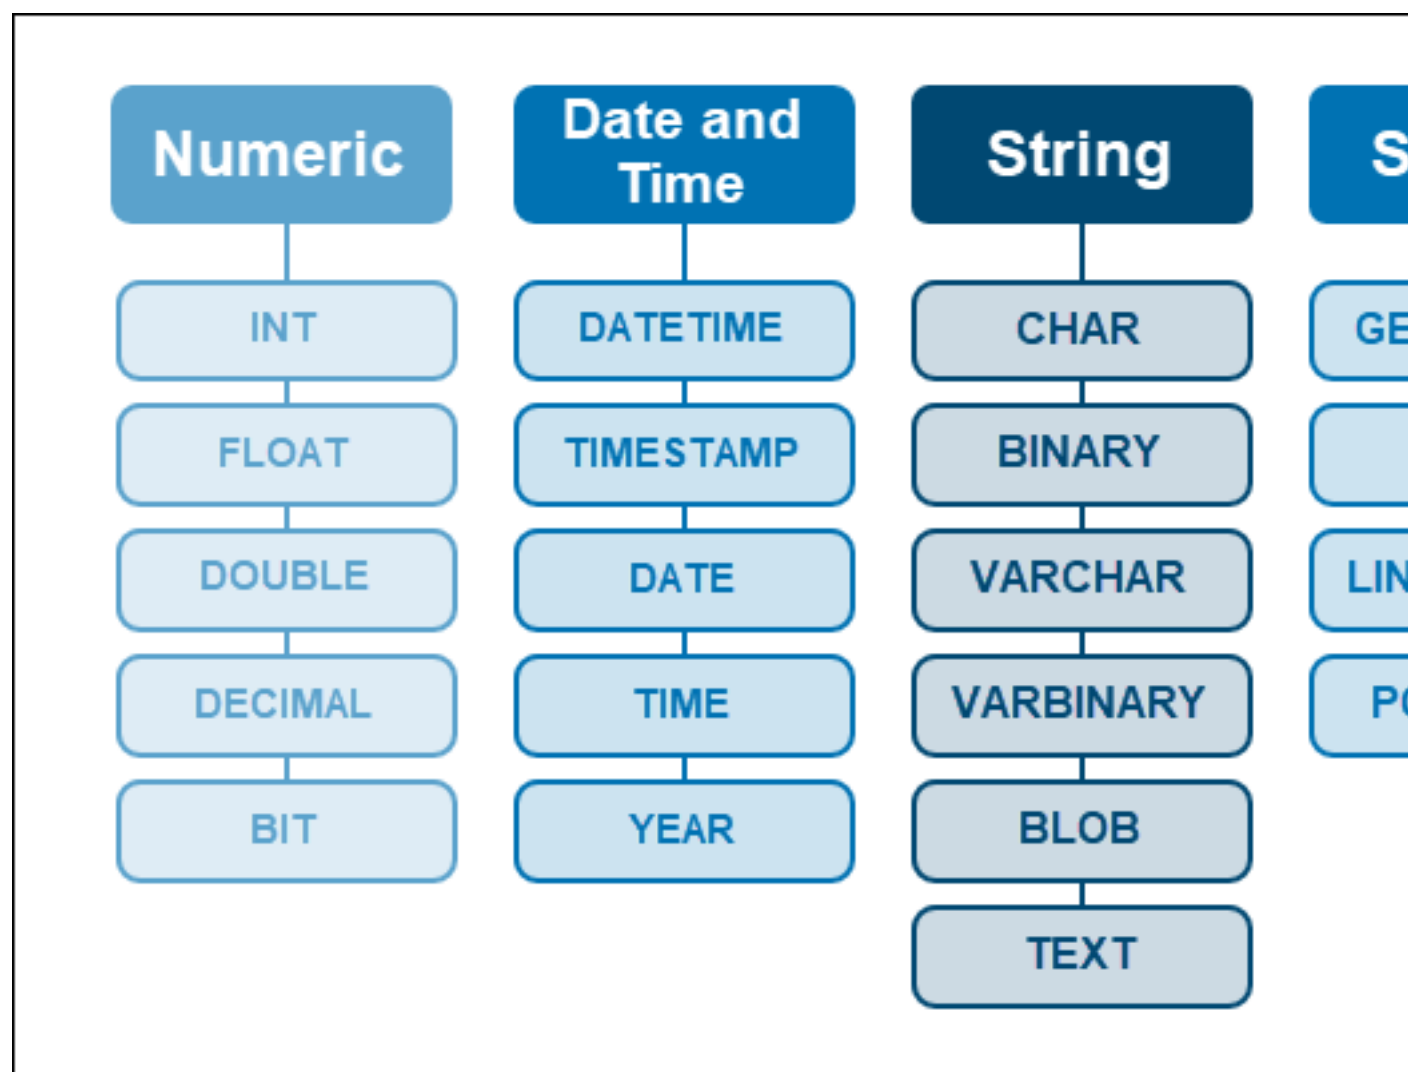 Numeric
INT
FLOAT
DOUBLE
DECIMAL
BIT
Date and
Time
DATETIME
TIMESTAMP
DATE
TIME
YEAR
String
CHAR
BINARY
VARCHAR
VARBINARY
BLOB
TEXT